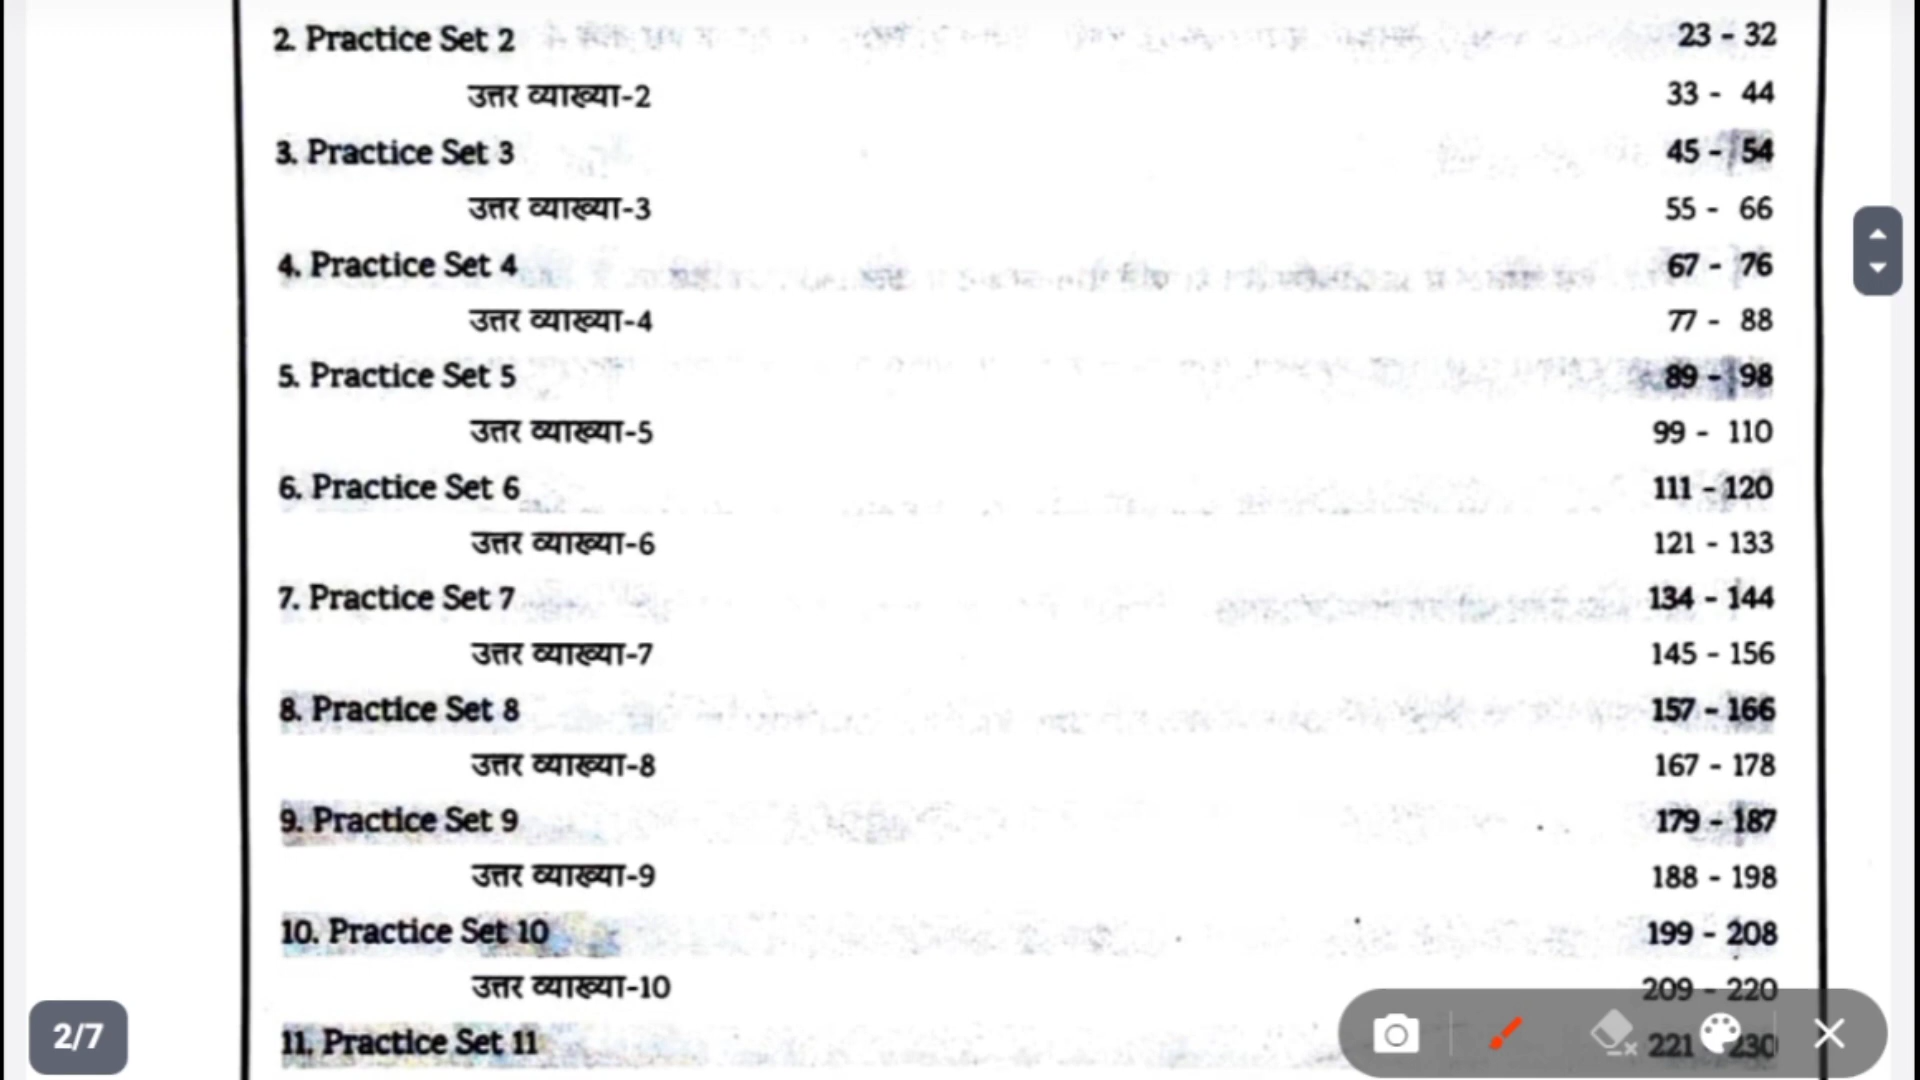 2. Practice Set 2 23 - 32
उत्तर व्याख्या-2 33 - 44
3. Practice Set 3 45 - 54
उत्तर व्याख्या-3 55 - 66
4. Practice Set 4 67 - 76
उत्तर व्याख्या-4 77 - 88
5. Practice Set 5 89 - 98
उत्तर व्याख्या-5 99 - 110
6. Practice Set 6 111 - 120
उत्तर व्याख्या-6 121 - 133
7. Practice Set 7 134 - 144
उत्तर व्याख्या-7 145 - 156
8. Practice Set 8 157 - 166
उत्तर व्याख्या-8 167 - 178
9. Practice Set 9 179 - 187
उत्तर व्याख्या-9 188 - 198
10. Practice Set 10 199 - 208
उत्तर व्याख्या-10 209 - 220
11. Practice Set 11 221 230
2/7